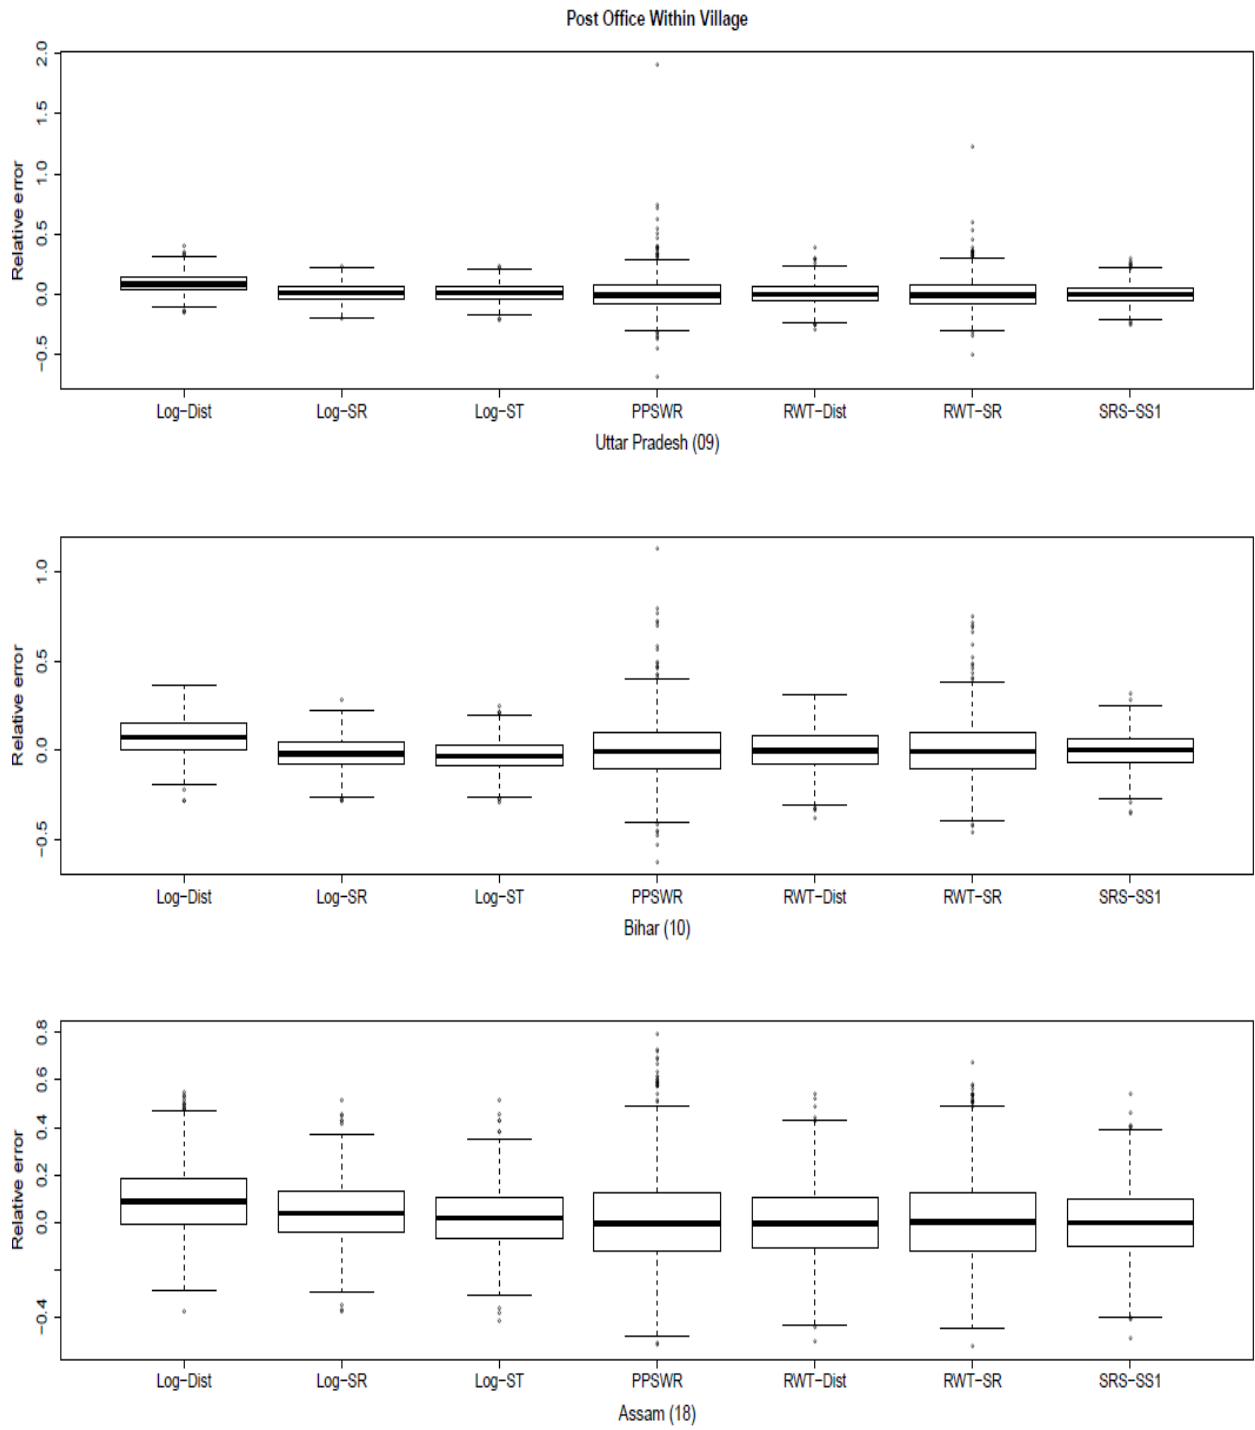 Post Office Within Village
Relative error
2.0
1.5
1.0
0.5
0.0
−0.5
Log−Dist Log−SR Log−ST PPSWR RWT−Dist RWT−SR SRS−SS1
Uttar Pradesh (09)
Relative error
1.0
0.5
0.0
−0.5
Log−Dist Log−SR Log−ST PPSWR RWT−Dist RWT−SR SRS−SS1
Bihar (10)
Relative error
0.8
0.6
0.4
0.2
0.0
−0.4
Log−Dist Log−SR Log−ST PPSWR RWT−Dist RWT−SR SRS−SS1
Assam (18)